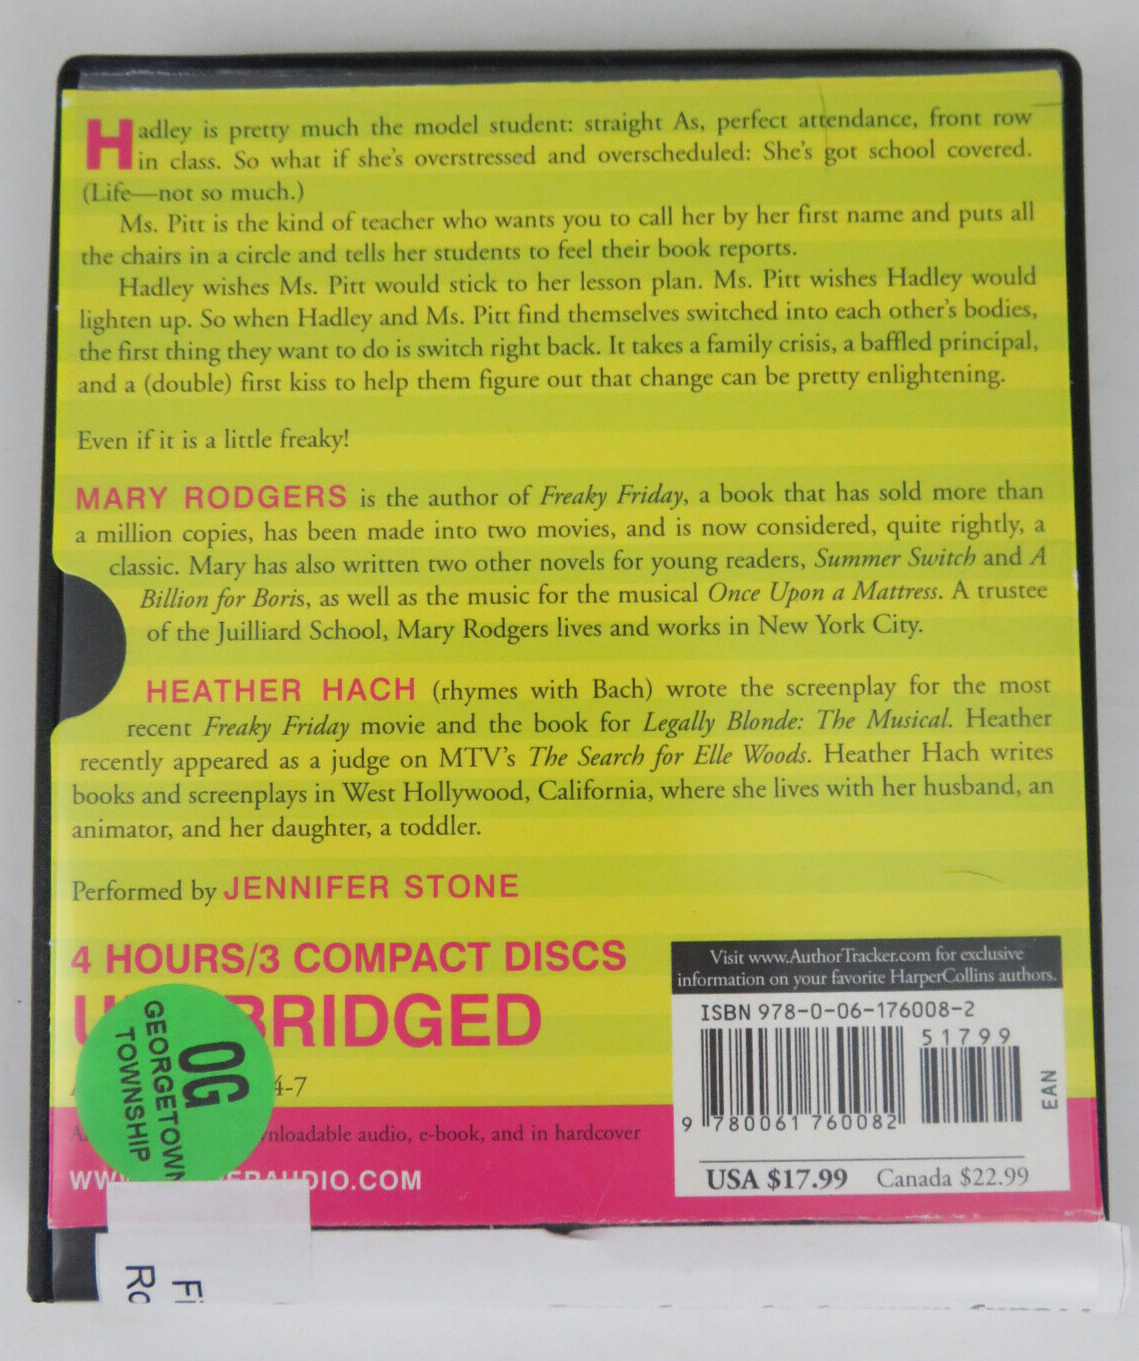 Hadley is pretty much the model student: straight As, perfect attendance, front row
in class. So what if she's overstressed and overscheduled: She's got school covered.
(Life—not so much.)
Ms. Pitt is the kind of teacher who wants you to call her by her first name and puts all
the chairs in a circle and tells her students to feel their book reports.
Hadley wishes Ms. Pitt would stick to her lesson plan. Ms. Pitt wishes Hadley would
lighten up. So when Hadley and Ms. Pitt find themselves switched into each other's bodies,
the first thing they want to do is switch right back. It takes a family crisis, a baffled principal,
and a (double) first kiss to help them figure out that change can be pretty enlightening.
Even if it is a little freaky!
MARY RODGERS is the author of Freaky Friday, a book that has sold more than
a million copies, has been made into two movies, and is now considered, quite rightly, a
classic. Mary has also written two other novels for young readers, Summer Switch and A
Billion for Boris, as well as the music for the musical Once Upon a Mattress. A trustee
of the Juilliard School, Mary Rodgers lives and works in New York City.
HEATHER HACH (rhymes with Bach) wrote the screenplay for the most
recent Freaky Friday movie and the book for Legally Blonde: The Musical. Heather
recently appeared as a judge on MTV's The Search for Elle Woods. Heather Hach writes
books and screenplays in West Hollywood, California, where she lives with her husband, an
animator, and her daughter, a toddler.
Performed by JENNIFER STONE
4 HOURS/3 COMPACT DISCS
BRIDGED
4-7
audio, e-book, and in hardcover
OG
GEORGETOWN
TOWNSHIP
Visit www.AuthorTracker.com for exclusive
information on your favorite HarperCollins authors.
ISBN 978-0-06-176008-2
51799
9 780061 760082
EAN
USA $17.99 Canada $22.99